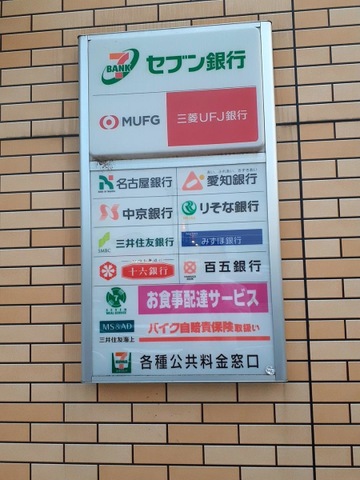 7 BANK セブン銀行
MUFG 三菱UFJ銀行
名古屋銀行 愛知銀行
中京銀行 りそな銀行
SMBC 三井住友銀行 みずほ銀行
十六銀行 百五銀行
お食事配達サービス
MS&AD 三井住友海上 バイク自賠責保険取扱い
各種公共料金窓口